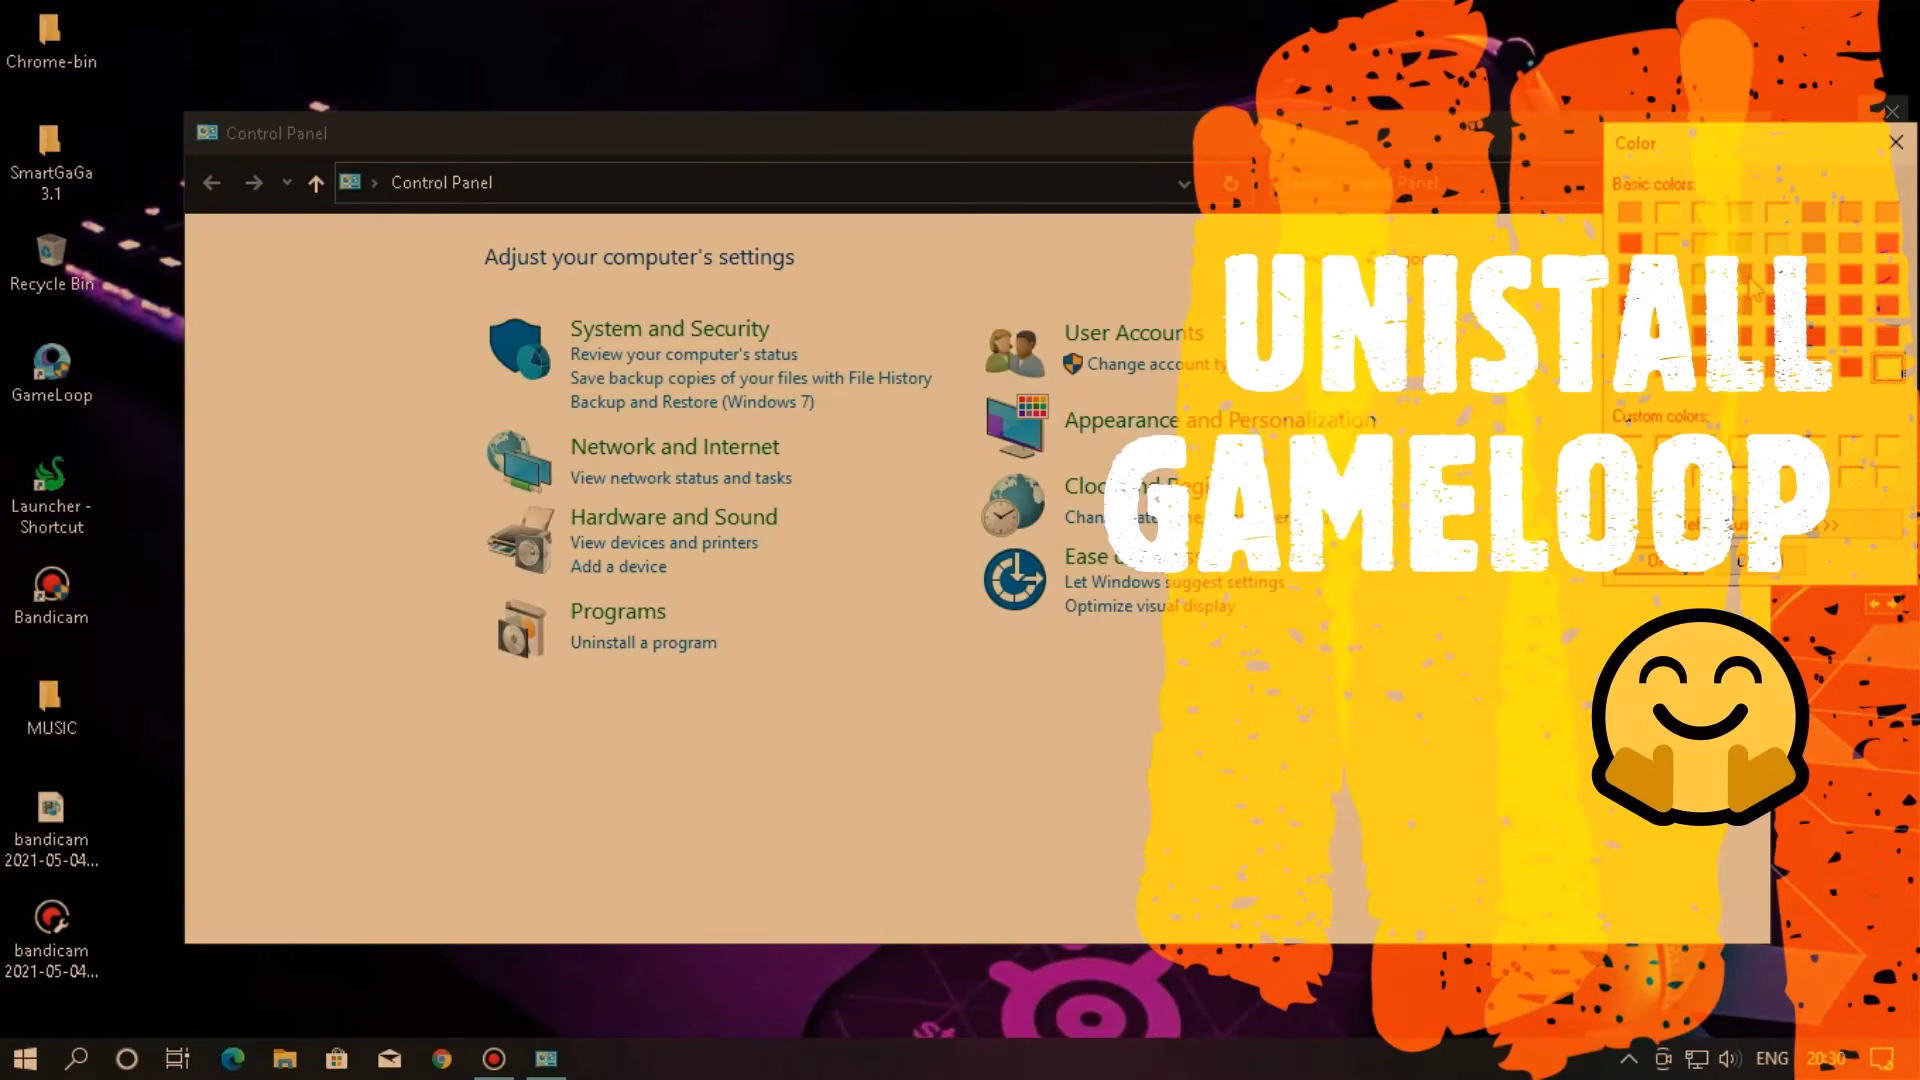 Chrome-bin
SmartGaGa
3.1
Recycle Bin
GameLoop
Launcher -
Shortcut
Bandicam
MUSIC
bandicam
2021-05-04...
bandicam
2021-05-04...
Control Panel
Control Panel
Adjust your computer's settings
System and Security
Review your computer's status
Save backup copies of your files with File History
Backup and Restore (Windows 7)
Network and Internet
View network status and tasks
Hardware and Sound
View devices and printers
Add a device
Programs
Uninstall a program
User Accounts
Change account
Appearance and Personalization
Let Windows suggest settings
Optimize visual display
Color
Basic colors:
Custom colors:
UNISTALL
GAMELOOP
ENG
20:30